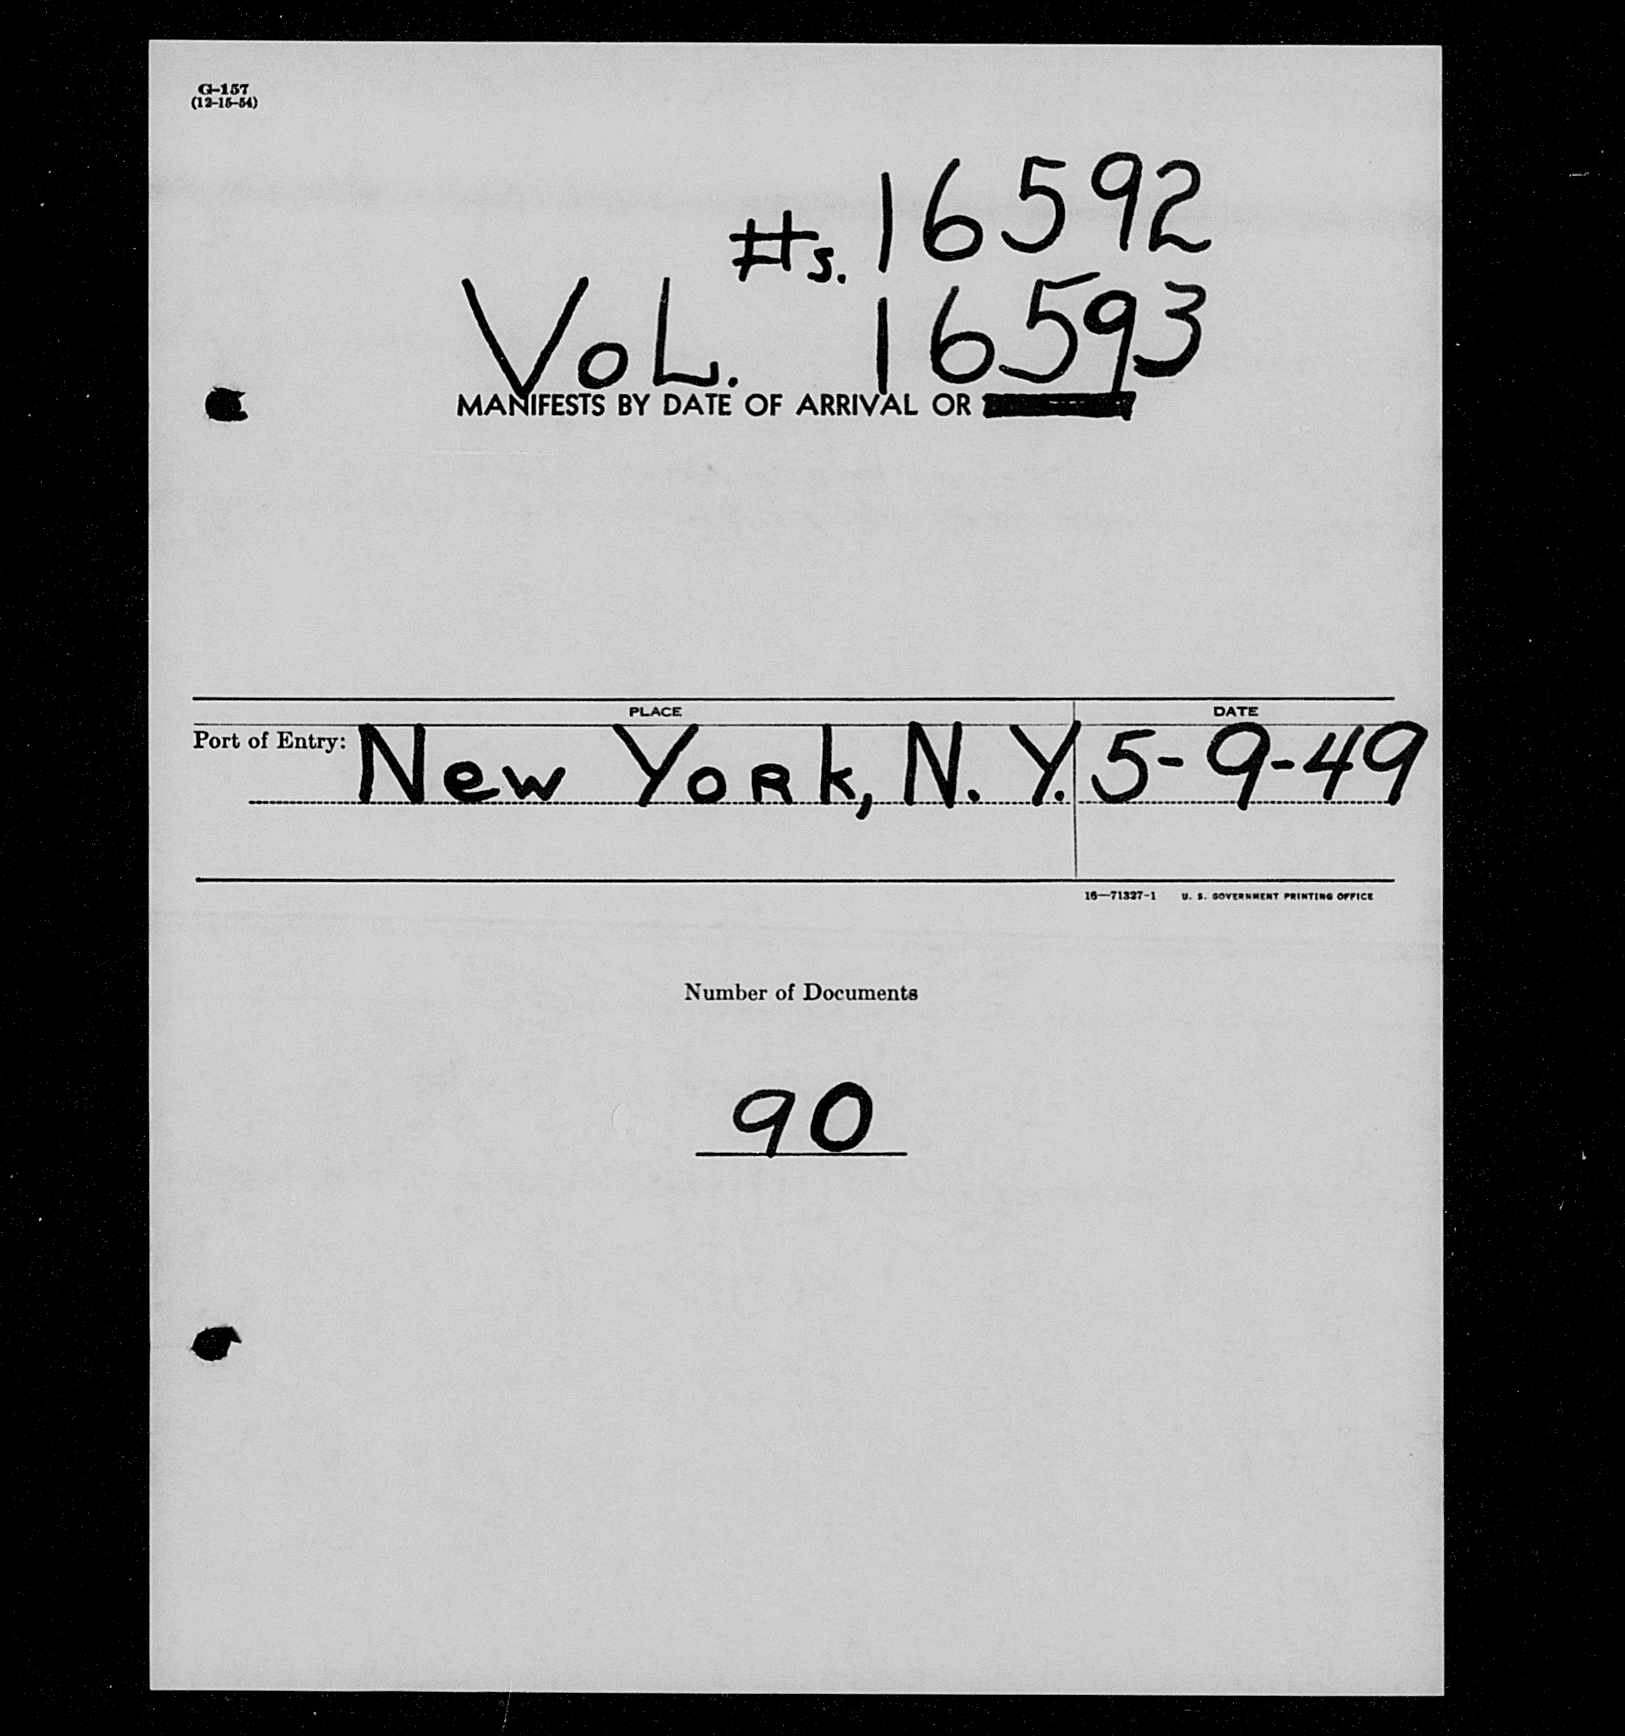 G-157
(12-15-54)
#s. 16592
VOL. 16593
MANIFESTS BY DATE OF ARRIVAL OR
PLACE DATE
Port of Entry: New York, N.Y. 5-9-49
16—71327-1 U. S. GOVERNMENT PRINTING OFFICE
Number of Documents
90